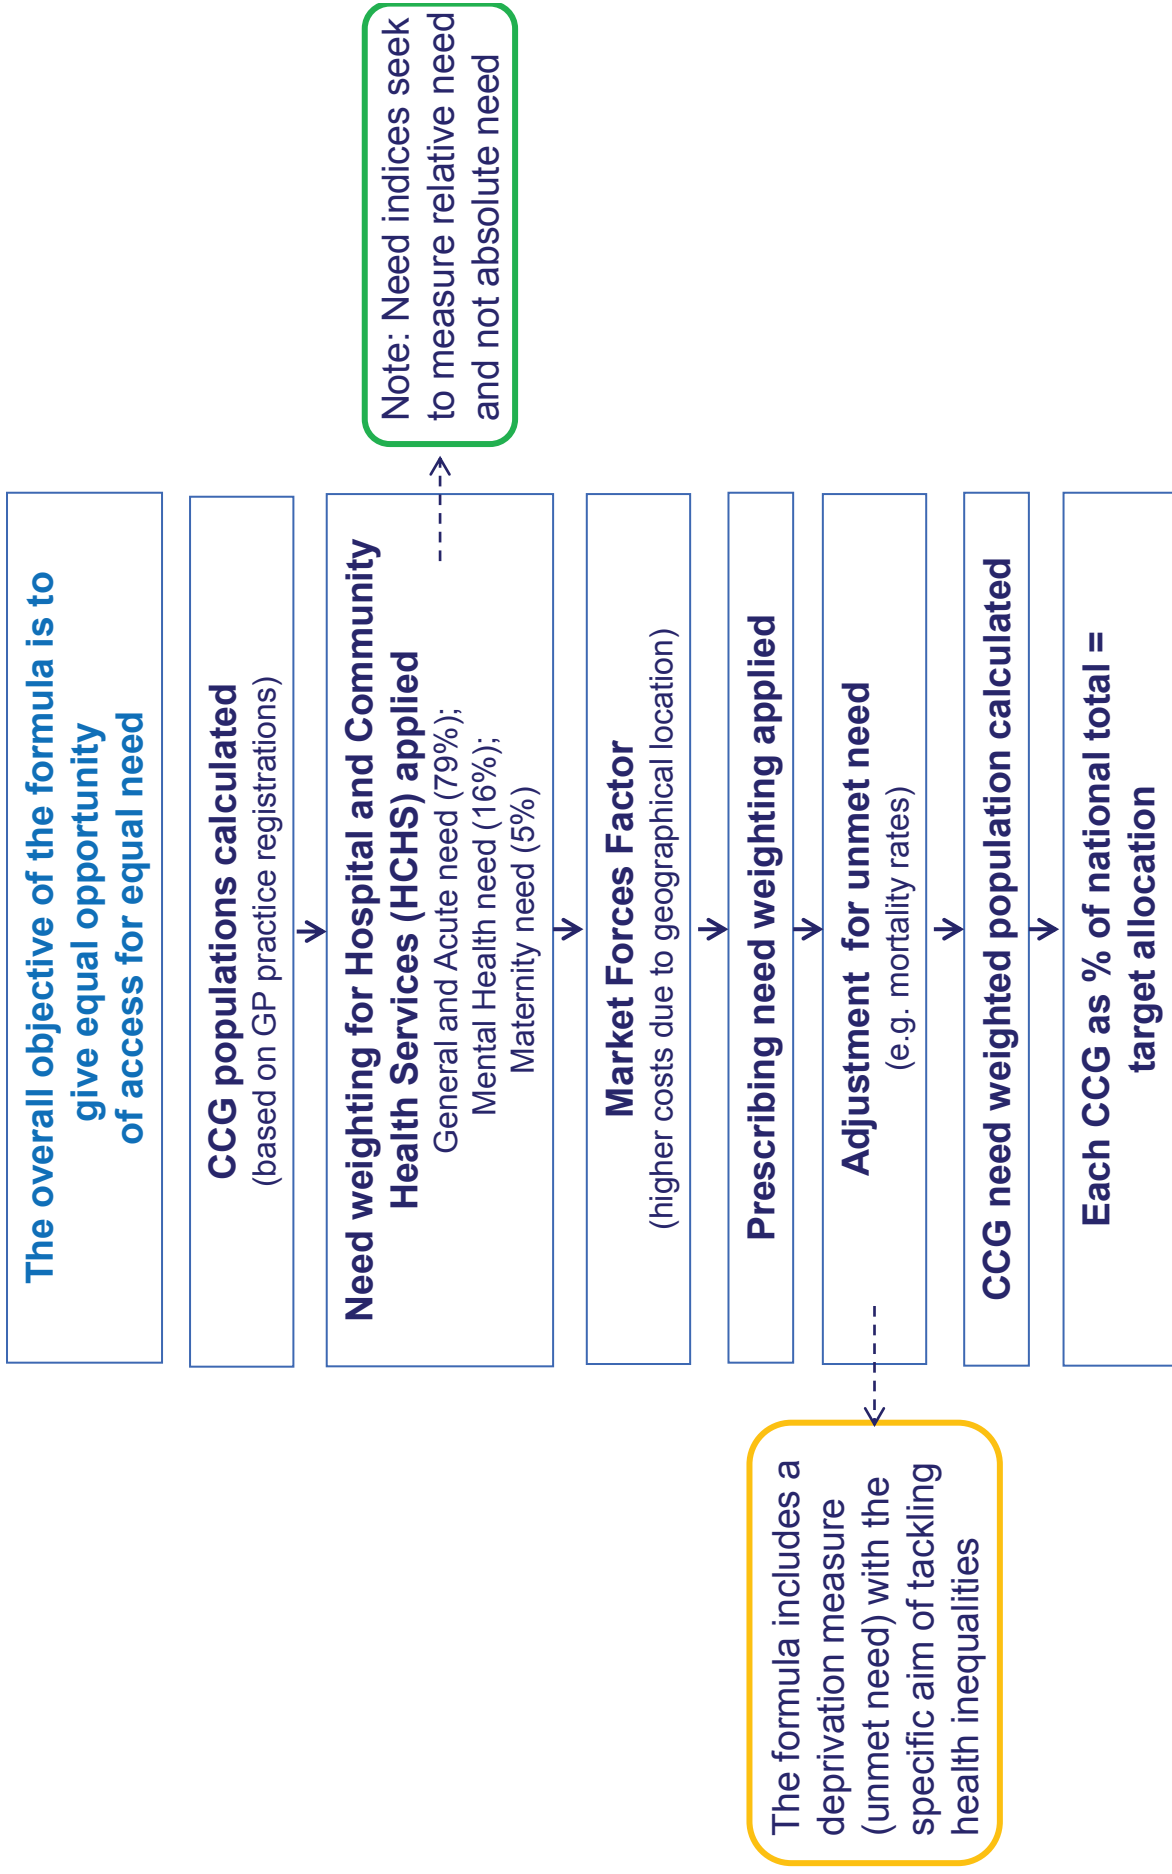 The overall objective of the formula is to
give equal opportunity
of access for equal need
CCG populations calculated
(based on GP practice registrations)
Need weighting for Hospital and Community
Health Services (HCHS) applied
General and Acute need (79%);
Mental Health need (16%);
Maternity need (5%)
Note: Need indices seek
to measure relative need
and not absolute need
Market Forces Factor
(higher costs due to geographical location)
Prescribing need weighting applied
Adjustment for unmet need
(e.g. mortality rates)
The formula includes a
deprivation measure
(unmet need) with the
specific aim of tackling
health inequalities
CCG need weighted population calculated
Each CCG as % of national total =
target allocation